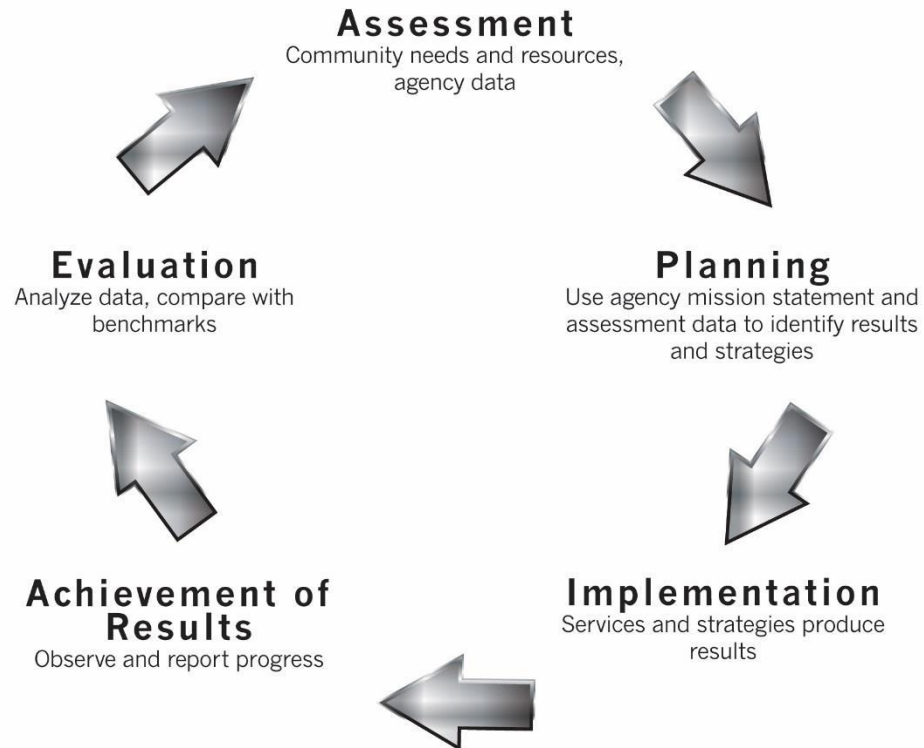 Assessment
Community needs and resources,
agency data
Planning
Use agency mission statement and
assessment data to identify results
and strategies
Implementation
Services and strategies produce
results
Achievement of
Results
Observe and report progress
Evaluation
Analyze data, compare with
benchmarks